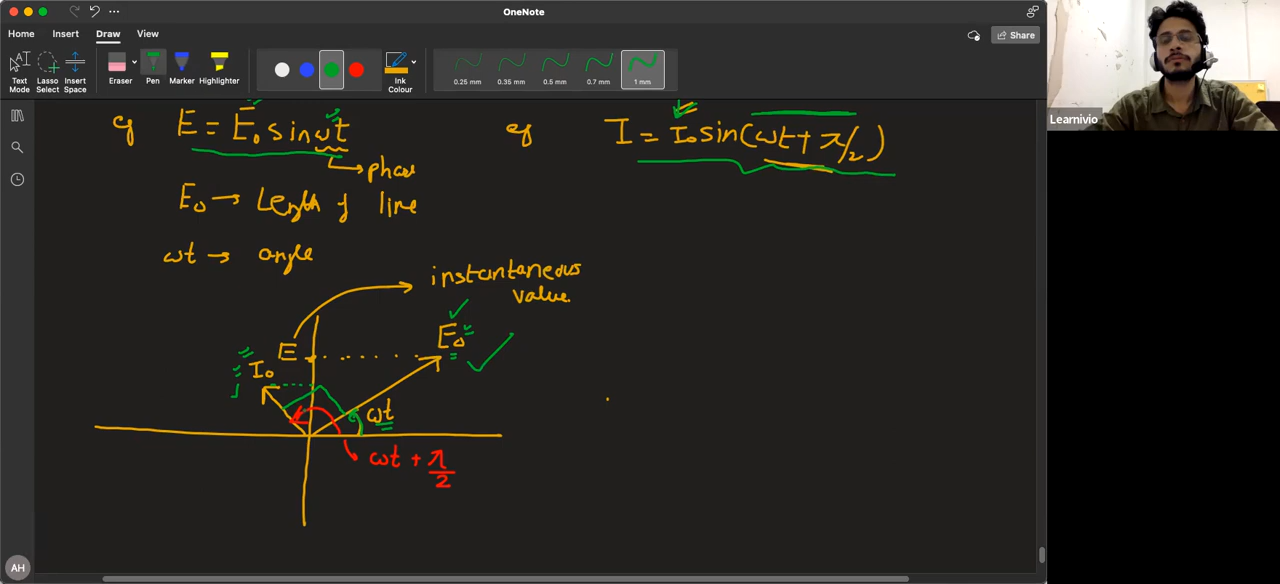 OneNote
Home Insert Draw View
Share
Text Mode
Lasso Select
Insert Space
Eraser
Pen
Marker
Highlighter
Ink Colour
0.25 mm
0.35 mm
0.5 mm
0.7 mm
1 mm
Learnivio
eg E = E₀ sin ωt
eg I = I₀ sin(ωt + π/2)
phase
E₀ → Length of line
ωt → angle
instantaneous
value.
E₀
E
I₀
ωt
ωt + π/2
AH